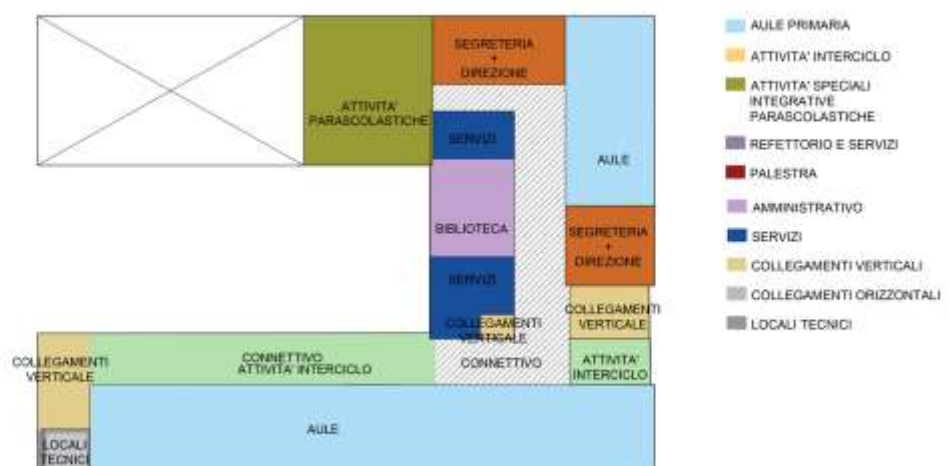 SEGRETERIA
+
DIREZIONE
ATTIVITA'
PARASCOLASTICHE
SERVIZI
AULE
BIBLIOTECA
SEGRETERIA
+
DIREZIONE
SERVIZI
COLLEGAMENTI
VERTICALE
COLLEGAMENTI
VERTICALE
COLLEGAMENTI
VERTICALE
CONNETTIVO
ATTIVITA' INTERCICLO
CONNETTIVO
ATTIVITA'
INTERCICLO
AULE
LOCALI
TECNICI
AULE PRIMARIA
ATTIVITA' INTERCICLO
ATTIVITA' SPECIALI
INTEGRATIVE
PARASCOLASTICHE
REFETTORIO E SERVIZI
PALESTRA
AMMINISTRATIVO
SERVIZI
COLLEGAMENTI VERTICALI
COLLEGAMENTI ORIZZONTALI
LOCALI TECNICI